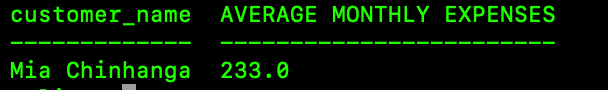 customer_name  AVERAGE MONTHLY EXPENSES
-------------  ------------------------
Mia Chinhanga  233.0